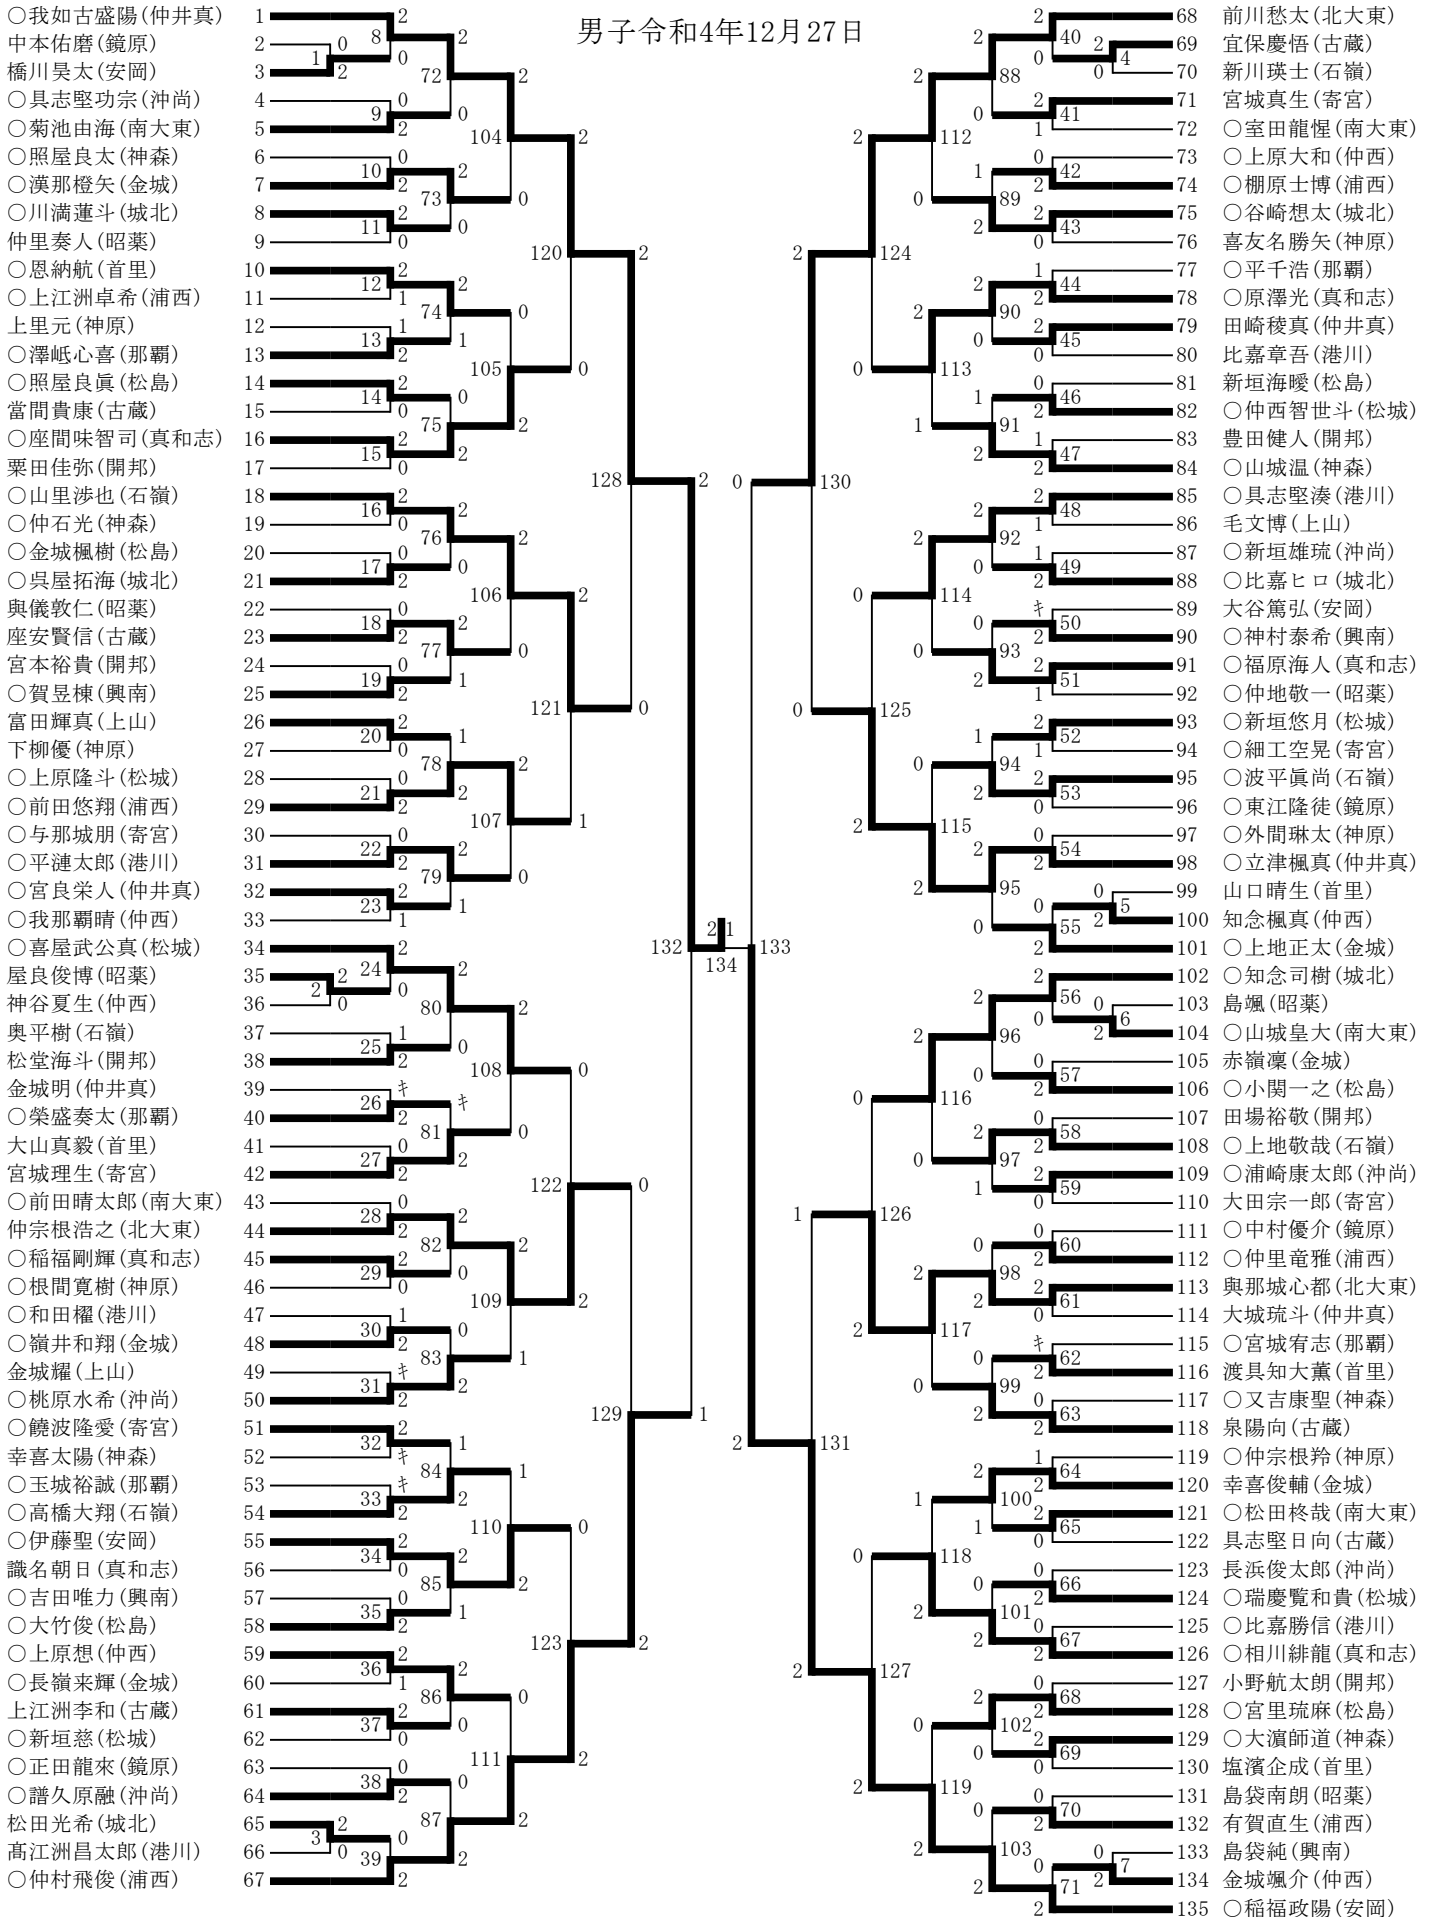 男子令和4年12月27日
○我如古盛陽(仲井真) 1
中本佑磨(鏡原) 2
橋川昊太(安岡) 3
○具志堅功宗(沖尚) 4
○菊池由海(南大東) 5
○照屋良太(神森) 6
○漢那橙矢(金城) 7
○川満蓮斗(城北) 8
仲里奏人(昭薬) 9
○恩納航(首里) 10
○上江洲卓希(浦西) 11
上里元(神原) 12
○澤岻心喜(那覇) 13
○照屋良眞(松島) 14
當間貴康(古蔵) 15
○座間味智司(真和志) 16
栗田佳弥(開邦) 17
○山里渉也(石嶺) 18
○仲石光(神森) 19
○金城楓樹(松島) 20
○呉屋拓海(城北) 21
與儀敦仁(昭薬) 22
座安賢信(古蔵) 23
宮本裕貴(開邦) 24
○賀昱棟(興南) 25
富田輝真(上山) 26
下柳優(神原) 27
○上原隆斗(松城) 28
○前田悠翔(浦西) 29
○与那城朋(寄宮) 30
○平漣太郎(港川) 31
○宮良栄人(仲井真) 32
○我那覇晴(仲西) 33
○喜屋武公真(松城) 34
屋良俊博(昭薬) 35
神谷夏生(仲西) 36
奥平樹(石嶺) 37
松堂海斗(開邦) 38
金城明(仲井真) 39
○榮盛奏太(那覇) 40
大山真毅(首里) 41
宮城理生(寄宮) 42
○前田晴太郎(南大東) 43
仲宗根浩之(北大東) 44
○稲福剛輝(真和志) 45
○根間寛樹(神原) 46
○和田櫂(港川) 47
○嶺井和翔(金城) 48
金城耀(上山) 49
○桃原水希(沖尚) 50
○饒波隆愛(寄宮) 51
幸喜太陽(神森) 52
○玉城裕誠(那覇) 53
○高橋大翔(石嶺) 54
○伊藤聖(安岡) 55
識名朝日(真和志) 56
○吉田唯力(興南) 57
○大竹俊(松島) 58
○上原想(仲西) 59
○長嶺来輝(金城) 60
上江洲李和(古蔵) 61
○新垣慈(松城) 62
○正田龍來(鏡原) 63
○譜久原融(沖尚) 64
松田光希(城北) 65
髙江洲昌太郎(港川) 66
○仲村飛俊(浦西) 67
68 前川愁太(北大東)
69 宜保慶悟(古蔵)
70 新川瑛士(石嶺)
71 宮城真生(寄宮)
72 ○室田龍惺(南大東)
73 ○上原大和(仲西)
74 ○棚原士博(浦西)
75 ○谷崎想太(城北)
76 喜友名勝矢(神原)
77 ○平千浩(那覇)
78 ○原澤光(真和志)
79 田崎稜真(仲井真)
80 比嘉章吾(港川)
81 新垣海曖(松島)
82 ○仲西智世斗(松城)
83 豊田健人(開邦)
84 ○山城温(神森)
85 ○具志堅湊(港川)
86 毛文博(上山)
87 ○新垣雄琉(沖尚)
88 ○比嘉ヒロ(城北)
89 大谷篤弘(安岡)
90 ○神村泰希(興南)
91 ○福原海人(真和志)
92 ○仲地敬一(昭薬)
93 ○新垣悠月(松城)
94 ○細工空晃(寄宮)
95 ○波平眞尚(石嶺)
96 ○東江隆徒(鏡原)
97 ○外間琳太(神原)
98 ○立津楓真(仲井真)
99 山口晴生(首里)
100 知念楓真(仲西)
101 ○上地正太(金城)
102 ○知念司樹(城北)
103 島颯(昭薬)
104 ○山城皇大(南大東)
105 赤嶺凜(金城)
106 ○小関一之(松島)
107 田場裕敬(開邦)
108 ○上地敬哉(石嶺)
109 ○浦崎康太郎(沖尚)
110 大田宗一郎(寄宮)
111 ○中村優介(鏡原)
112 ○仲里竜雅(浦西)
113 與那城心都(北大東)
114 大城琉斗(仲井真)
115 ○宮城宥志(那覇)
116 渡具知大薫(首里)
117 ○又吉康聖(神森)
118 泉陽向(古蔵)
119 ○仲宗根羚(神原)
120 幸喜俊輔(金城)
121 ○松田柊哉(南大東)
122 具志堅日向(古蔵)
123 長浜俊太郎(沖尚)
124 ○瑞慶覧和貴(松城)
125 ○比嘉勝信(港川)
126 ○相川緋龍(真和志)
127 小野航太朗(開邦)
128 ○宮里琉麻(松島)
129 ○大濵師道(神森)
130 塩濱企成(首里)
131 島袋南朗(昭薬)
132 有賀直生(浦西)
133 島袋純(興南)
134 金城颯介(仲西)
135 ○稲福政陽(安岡)